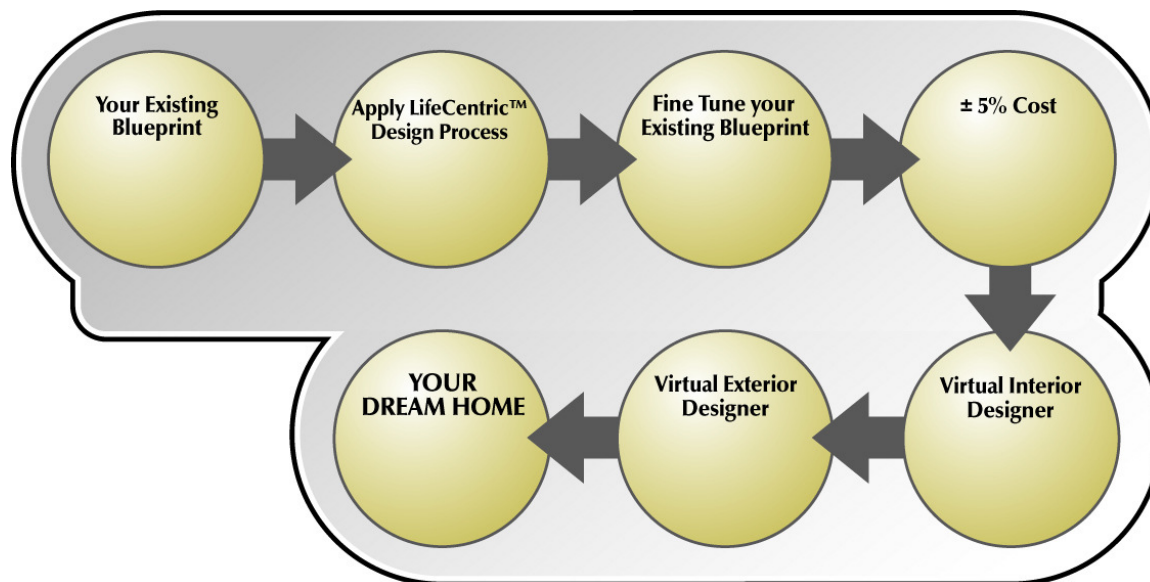 Your Existing
Blueprint
Apply LifeCentric™
Design Process
Fine Tune your
Existing Blueprint
± 5% Cost
Virtual Interior
Designer
Virtual Exterior
Designer
YOUR
DREAM HOME